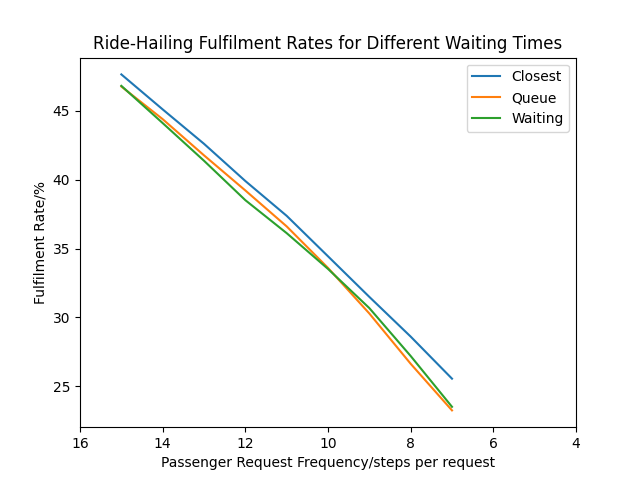 Ride-Hailing Fulfilment Rates for Different Waiting Times
Closest
Queue
Waiting
45
40
35
30
25
Fulfilment Rate/%
16 14 12 10 8 6 4
Passenger Request Frequency/steps per request